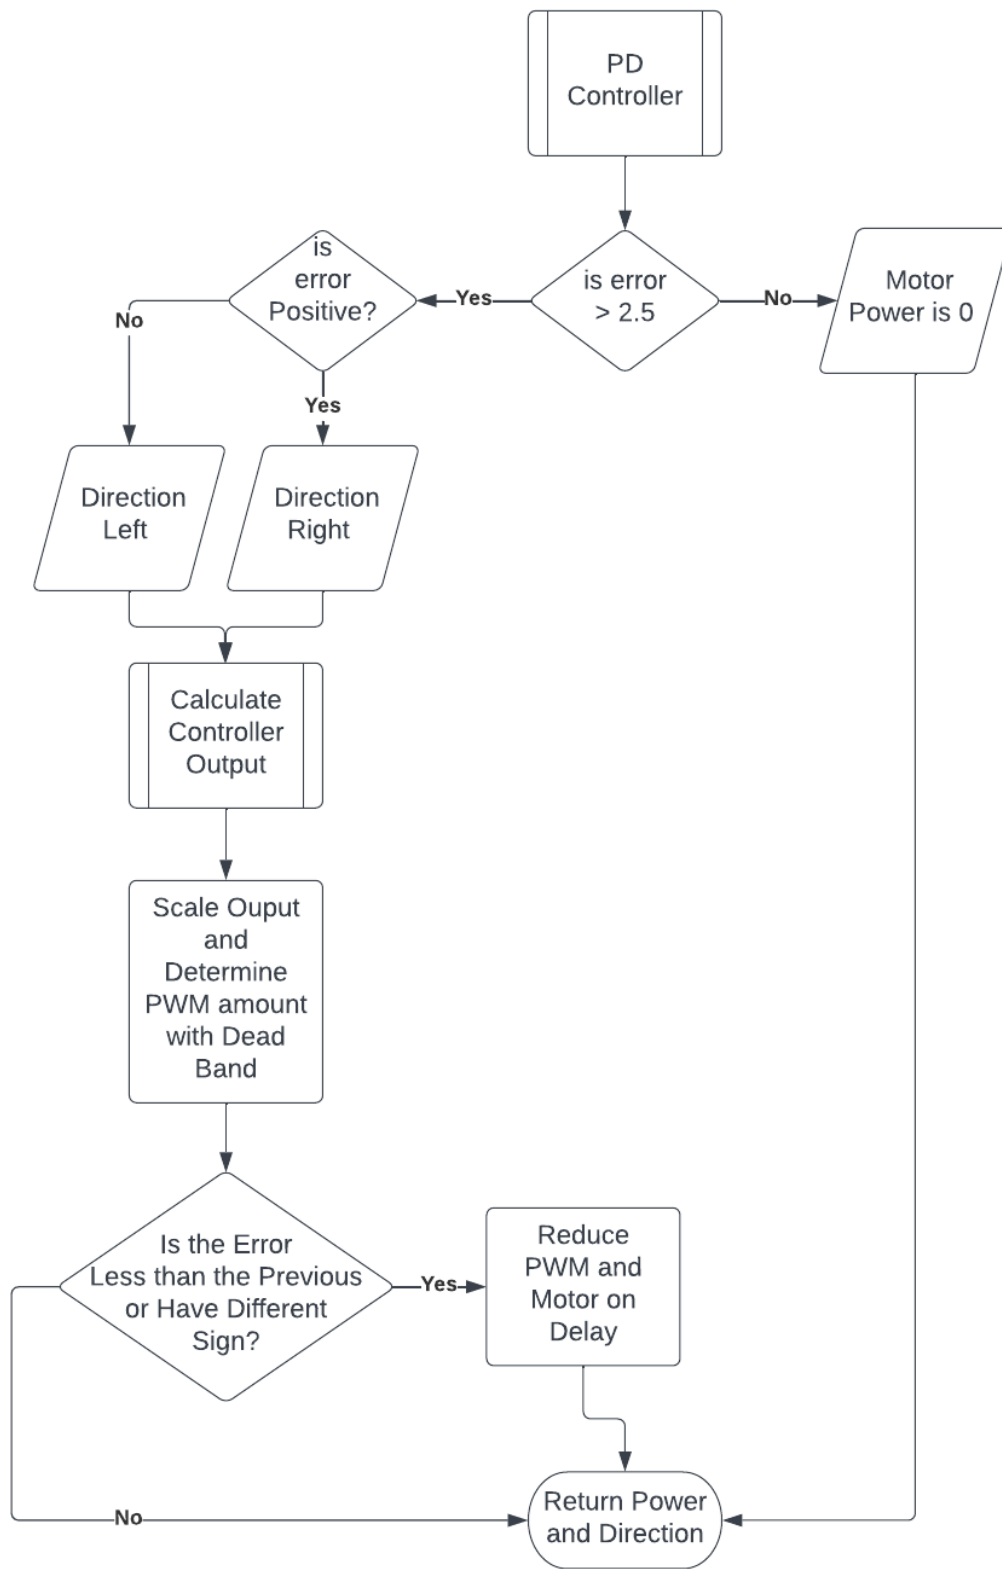 PD
Controller
is error
> 2.5
Yes
No
is
error
Positive?
Motor
Power is 0
No
Yes
Direction
Left
Direction
Right
Calculate
Controller
Output
Scale Ouput
and
Determine
PWM amount
with Dead
Band
Is the Error
Less than the Previous
or Have Different
Sign?
Yes
Reduce
PWM and
Motor on
Delay
No
Return Power
and Direction